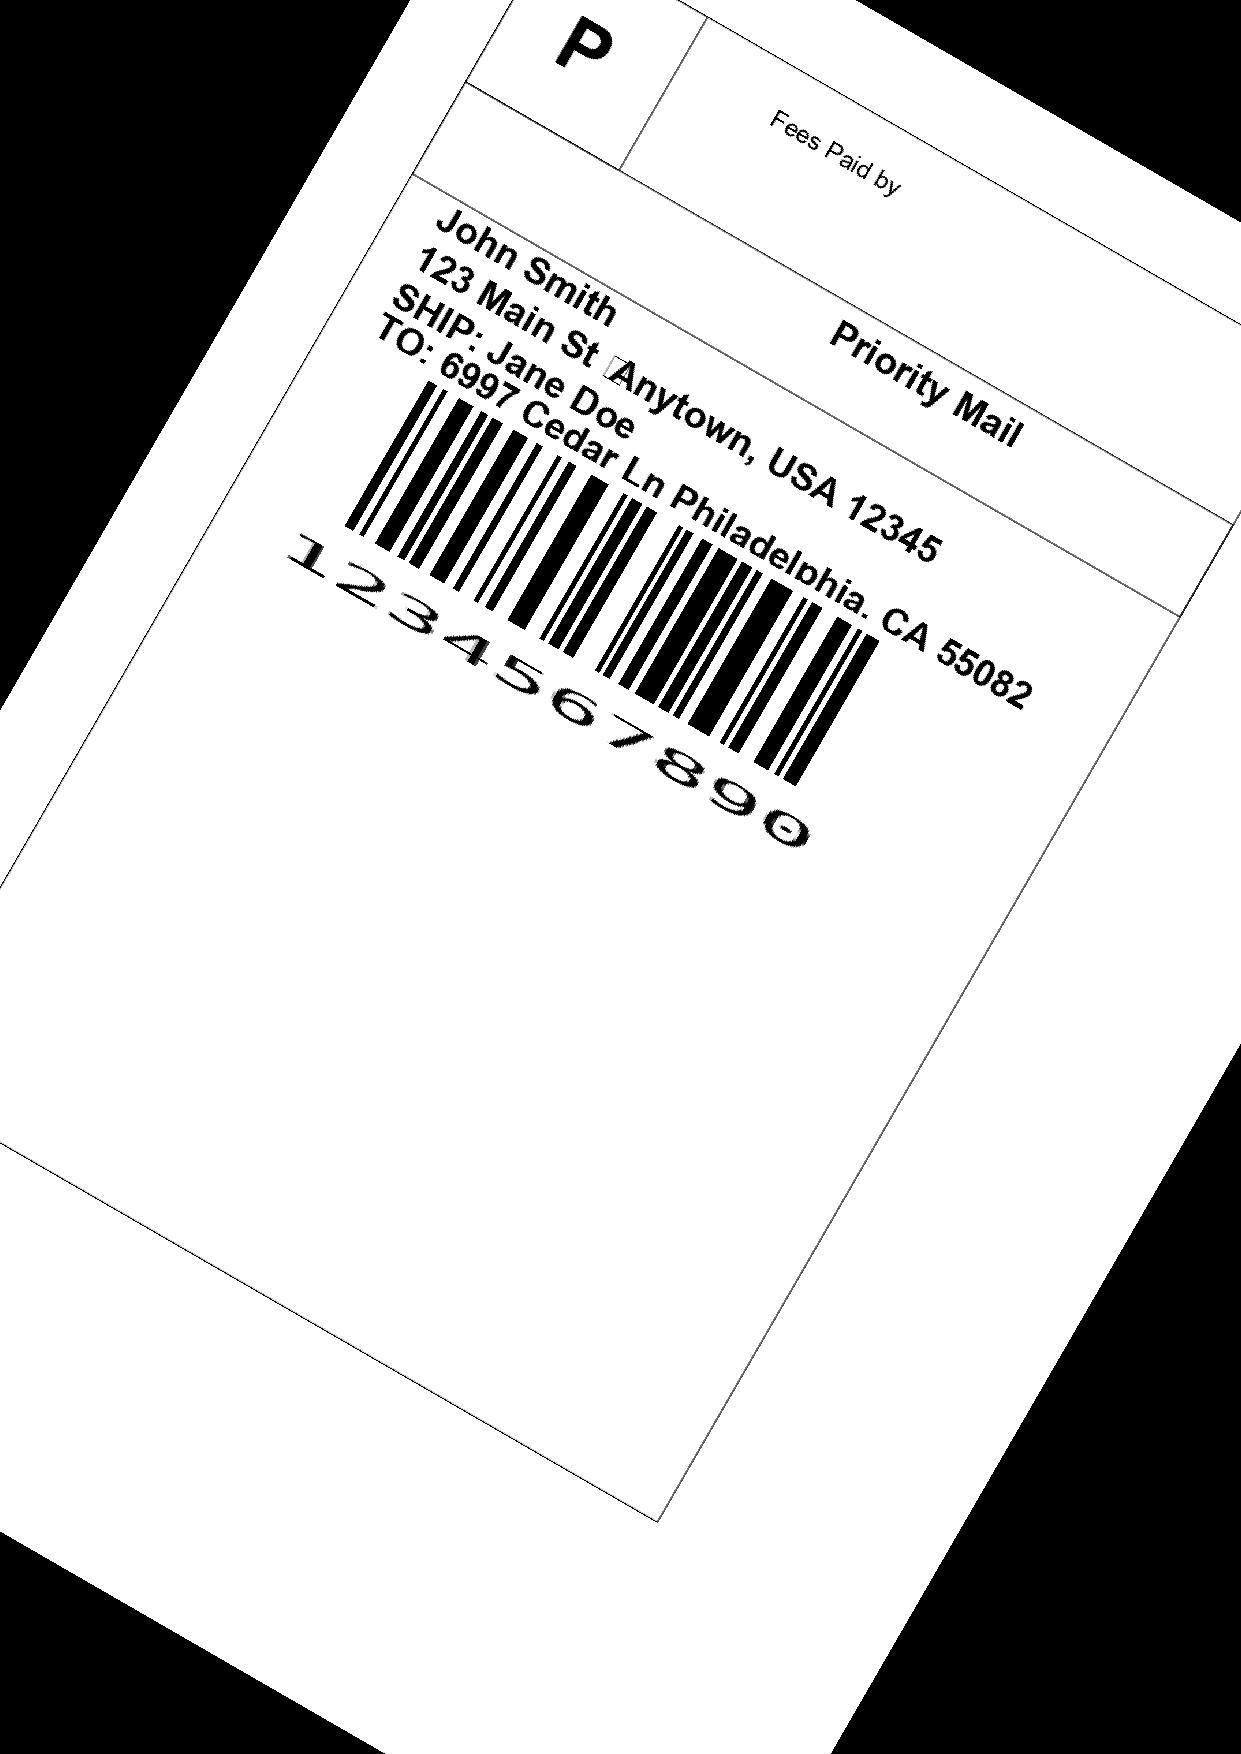 P
Fees Paid by
Priority Mail
John Smith
123 Main St Anytown, USA 12345
SHIP: Jane Doe
TO: 6997 Cedar Ln Philadelphia, CA 55082
1234567890